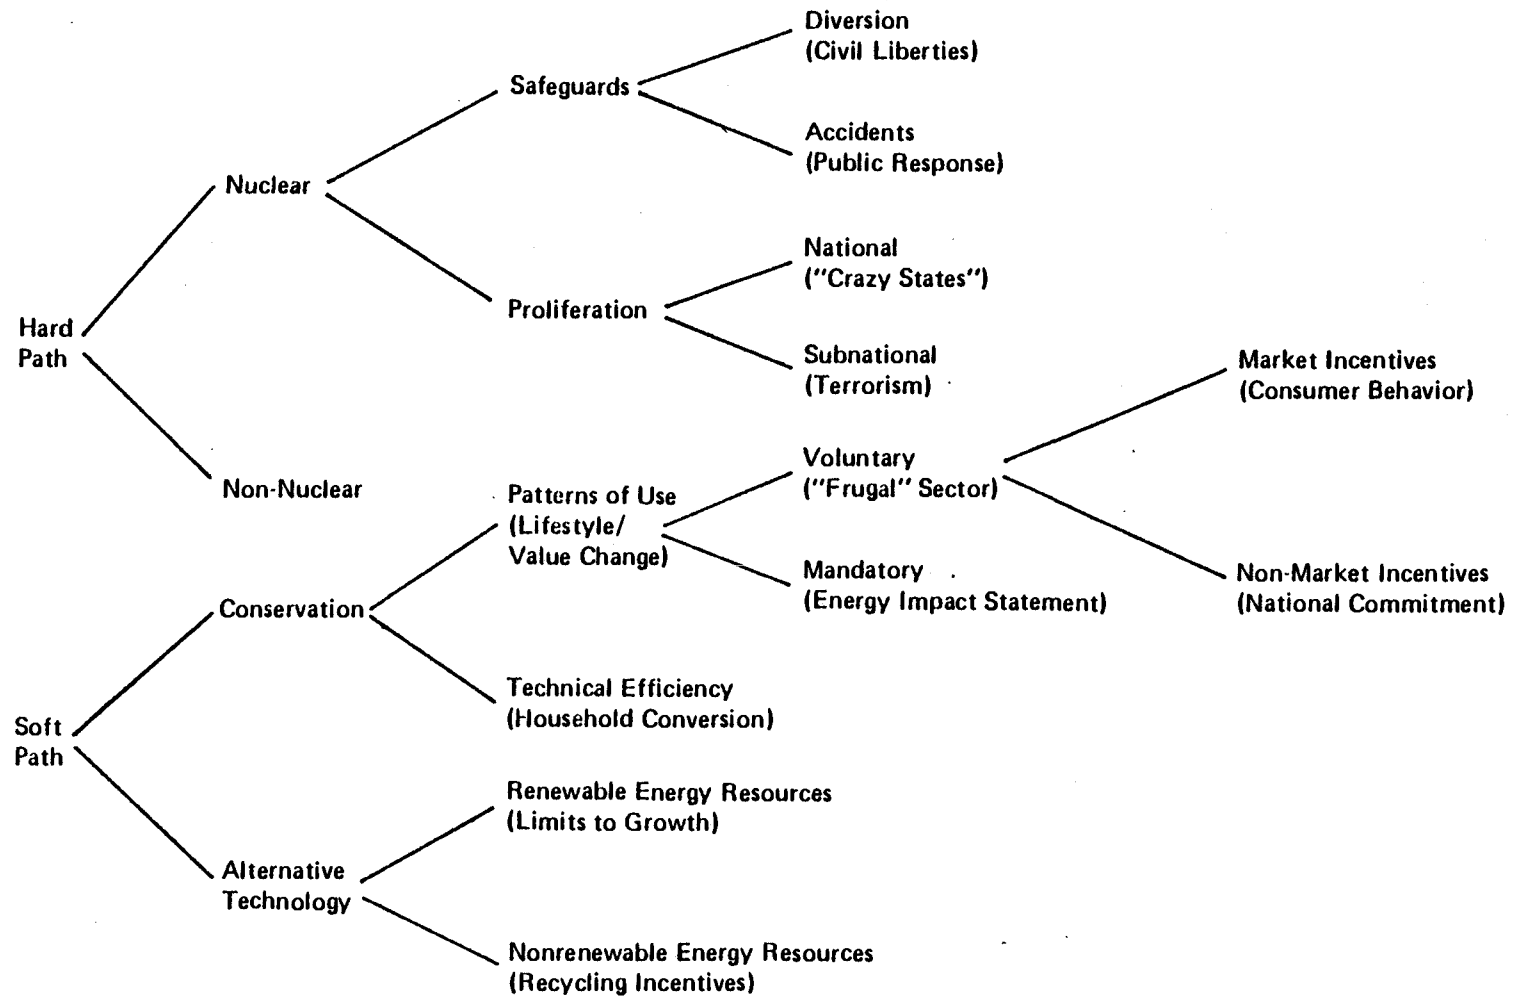 Diversion
(Civil Liberties)
Safeguards
Accidents
(Public Response)
Nuclear
National
("Crazy States")
Proliferation
Hard
Path
Subnational
(Terrorism)
Market Incentives
(Consumer Behavior)
Non-Nuclear
Voluntary
("Frugal" Sector)
Patterns of Use
(Lifestyle/
Value Change)
Mandatory
(Energy Impact Statement)
Non-Market Incentives
(National Commitment)
Conservation
Technical Efficiency
(Household Conversion)
Soft
Path
Renewable Energy Resources
(Limits to Growth)
Alternative
Technology
Nonrenewable Energy Resources
(Recycling Incentives)